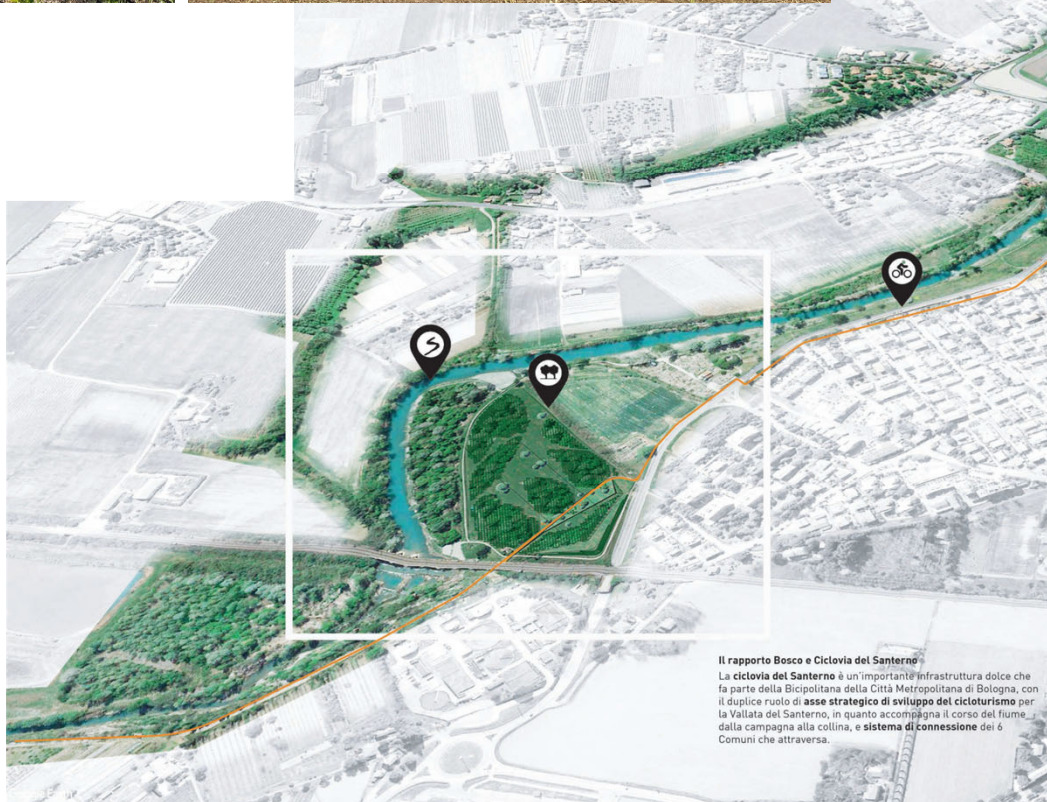 Il rapporto Bosco e Ciclovia del Santerno
La ciclovia del Santerno è un'importante infrastruttura dolce che
fa parte della Bicipolitana della Città Metropolitana di Bologna, con
il duplice ruolo di asse strategico di sviluppo del cicloturismo per
la Vallata del Santerno, in quanto accompagna il corso del fiume
dalla campagna alla collina, e sistema di connessione dei 6
Comuni che attraversa.